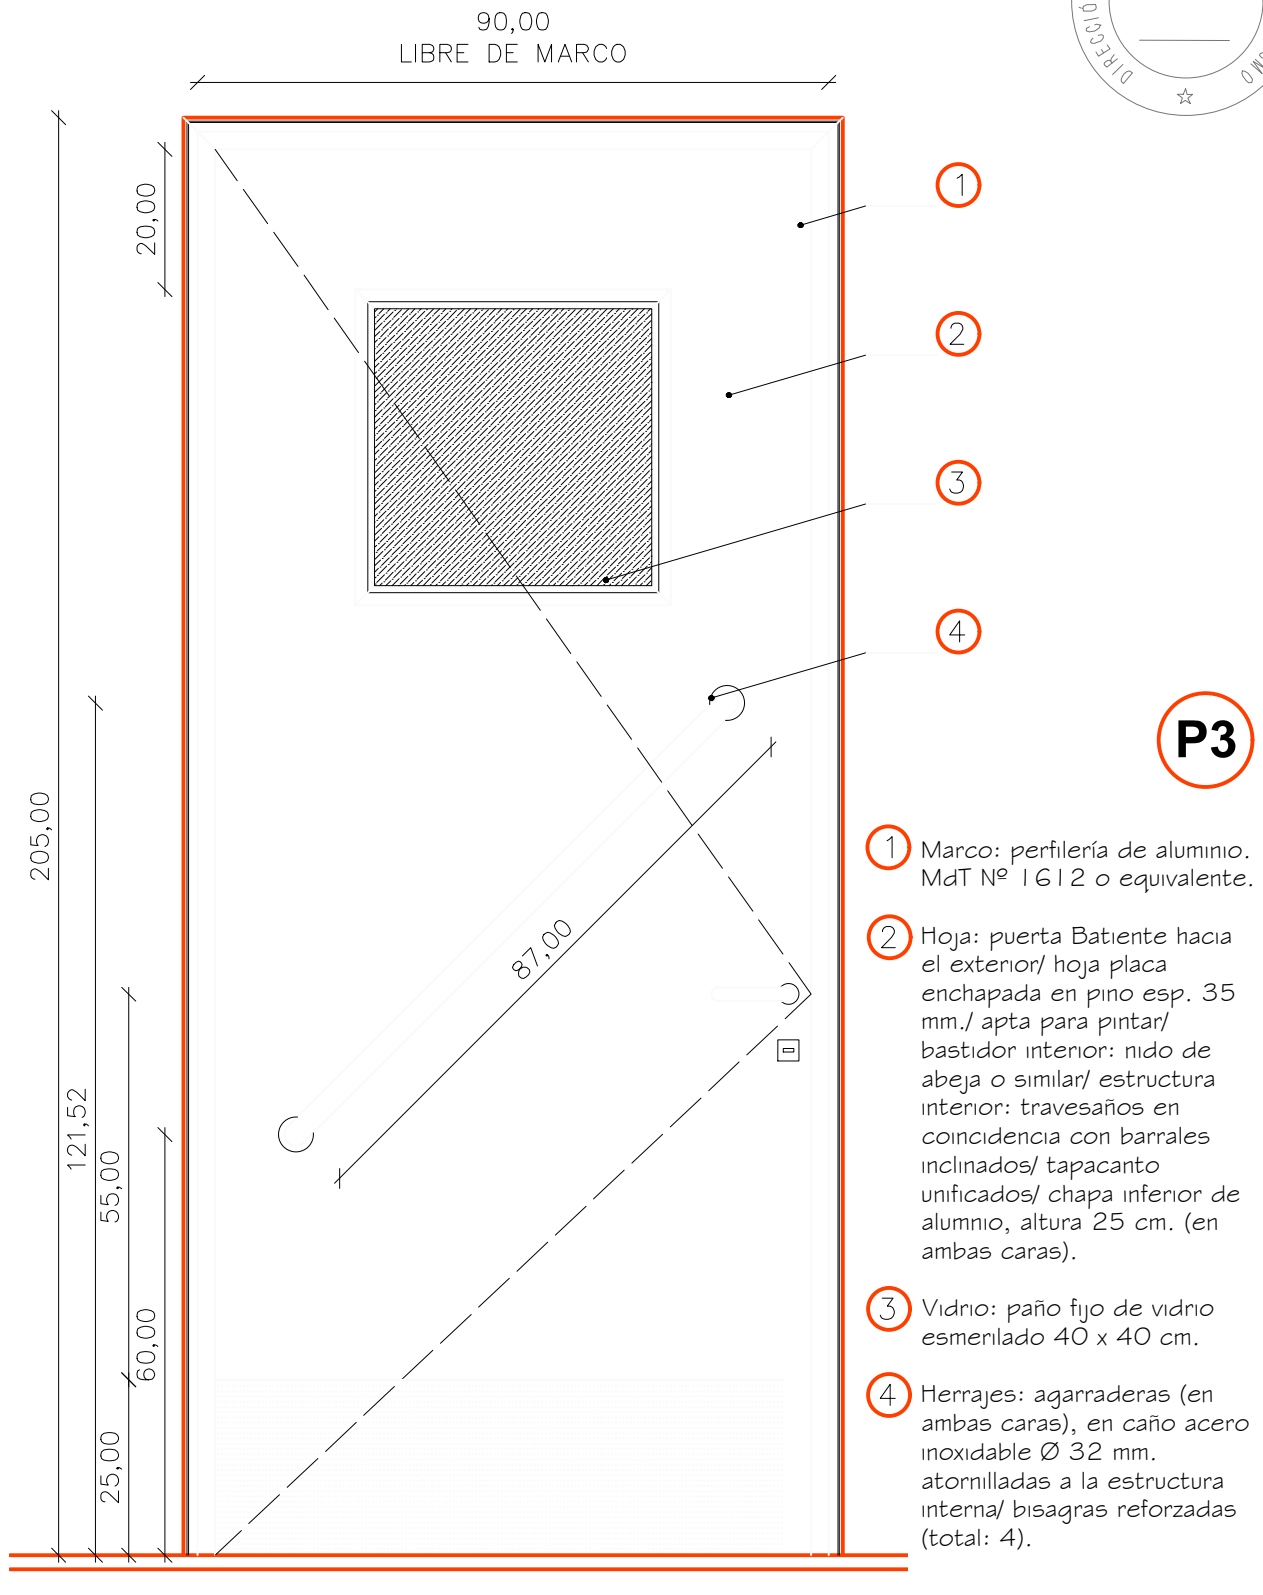 90,00
LIBRE DE MARCO
DIRECCIÓ
MO
20,00
1
2
3
4
P3
205,00
121,52
55,00
60,00
25,00
87,00
1 Marco: perfilería de aluminio.
MdT Nº 1612 o equivalente.
2 Hoja: puerta Batiente hacia
el exterior/ hoja placa
enchapada en pino esp. 35
mm./ apta para pintar/
bastidor interior: nido de
abeja o similar/ estructura
interior: travesaños en
coincidencia con barrales
inclinados/ tapacanto
unificados/ chapa inferior de
alumnio, altura 25 cm. (en
ambas caras).
3 Vidrio: paño fijo de vidrio
esmerilado 40 x 40 cm.
4 Herrajes: agarraderas (en
ambas caras), en caño acero
inoxidable Ø 32 mm.
atornilladas a la estructura
interna/ bisagras reforzadas
(total: 4).